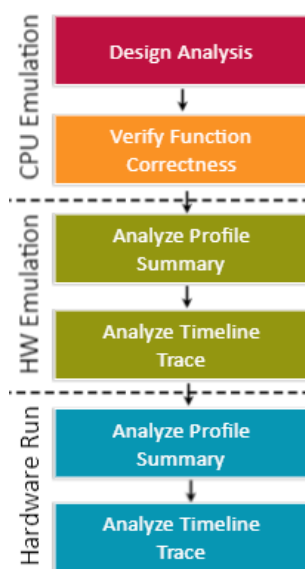 CPU Emulation
Design Analysis
Verify Function
Correctness
HW Emulation
Analyze Profile
Summary
Analyze Timeline
Trace
Hardware Run
Analyze Profile
Summary
Analyze Timeline
Trace